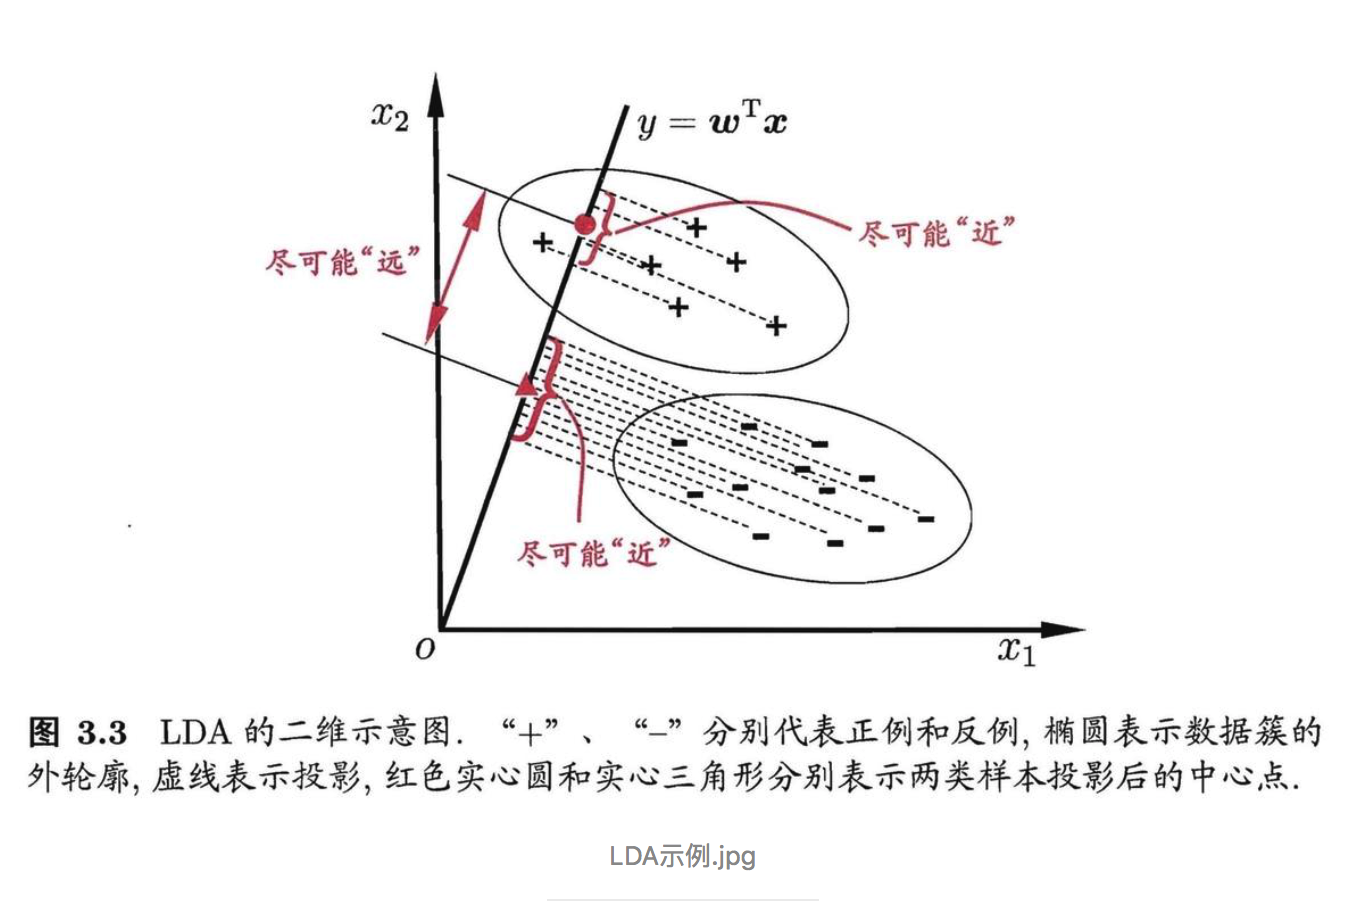 x₂
y = wᵀx
尽可能“近”
尽可能“远”
尽可能“近”
O
x₁
图 3.3 LDA 的二维示意图. “+”、“–”分别代表正例和反例, 椭圆表示数据簇的
外轮廓, 虚线表示投影, 红色实心圆和实心三角形分别表示两类样本投影后的中心点.
LDA示例.jpg